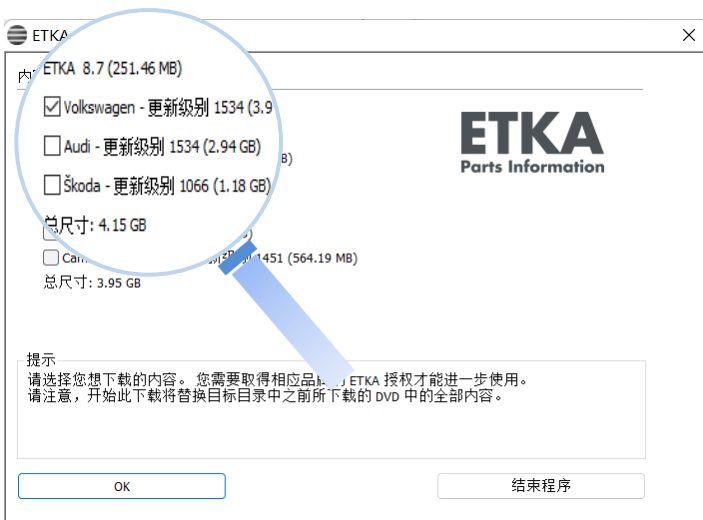 ETKA
ETKA 8.7 (251.46 MB)
Volkswagen - 更新级别 1534 (3.9
Audi - 更新级别 1534 (2.94 GB)
Škoda - 更新级别 1066 (1.18 GB)
总尺寸: 4.15 GB
B)
1451 (564.19 MB)
总尺寸: 3.95 GB
ETKA
Parts Information
提示
请选择您想下载的内容。 您需要取得相应品 ETKA 授权才能进一步使用。
请注意，开始此下载将替换目标目录中之前所下载的 DVD 中的全部内容。
OK
结束程序